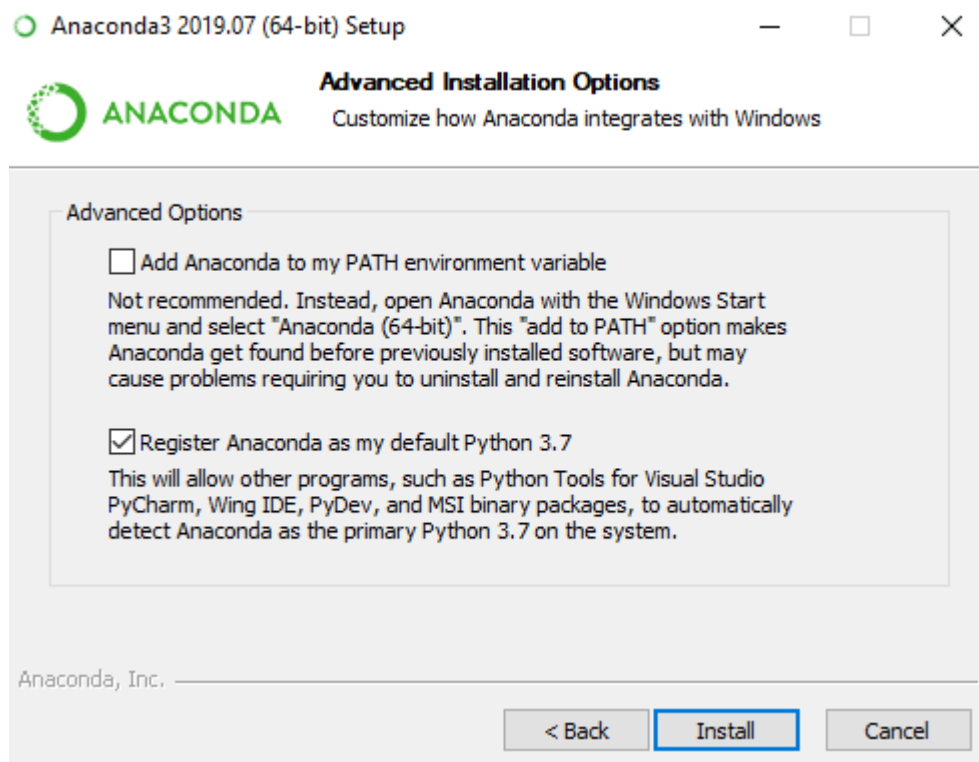 Anaconda3 2019.07 (64-bit) Setup
Advanced Installation Options
ANACONDA
Customize how Anaconda integrates with Windows
Advanced Options
Add Anaconda to my PATH environment variable
Not recommended. Instead, open Anaconda with the Windows Start
menu and select "Anaconda (64-bit)". This "add to PATH" option makes
Anaconda get found before previously installed software, but may
cause problems requiring you to uninstall and reinstall Anaconda.
Register Anaconda as my default Python 3.7
This will allow other programs, such as Python Tools for Visual Studio
PyCharm, Wing IDE, PyDev, and MSI binary packages, to automatically
detect Anaconda as the primary Python 3.7 on the system.
Anaconda, Inc.
< Back
Install
Cancel